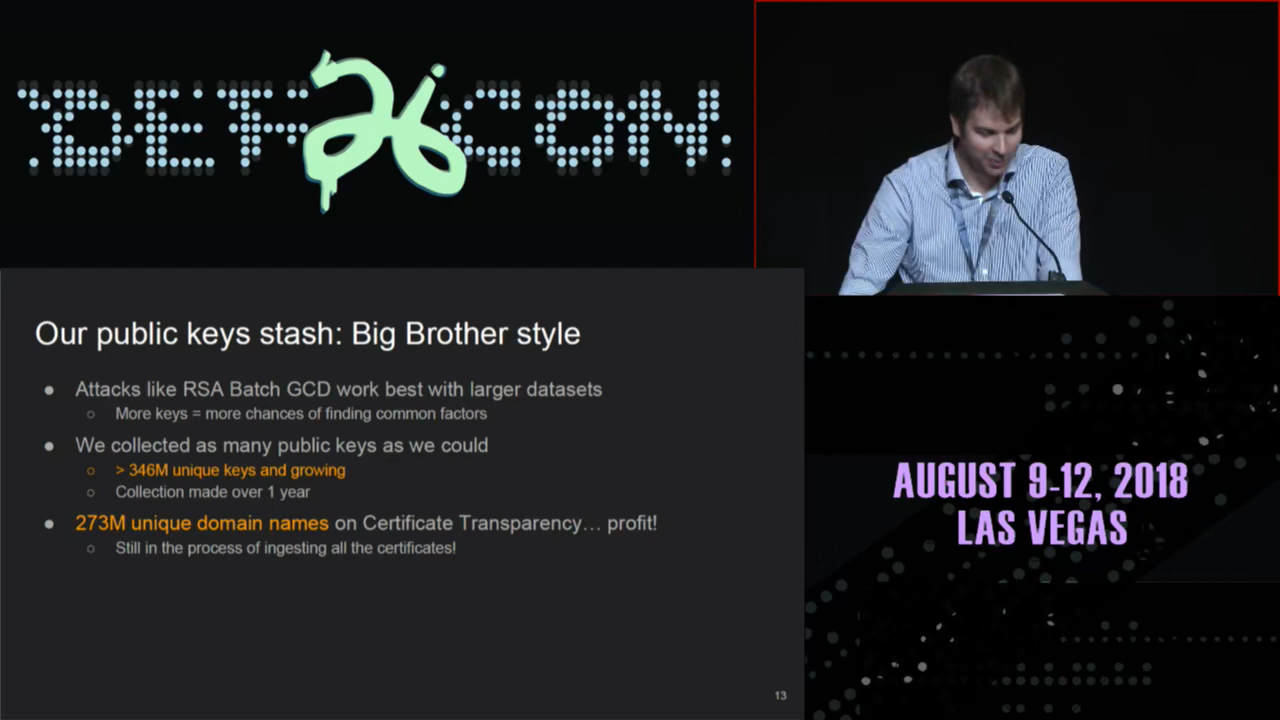 DEF 26 CON
Our public keys stash: Big Brother style
● Attacks like RSA Batch GCD work best with larger datasets
○ More keys = more chances of finding common factors
● We collected as many public keys as we could
○ > 346M unique keys and growing
○ Collection made over 1 year
● 273M unique domain names on Certificate Transparency… profit!
○ Still in the process of ingesting all the certificates!
13
AUGUST 9-12, 2018
LAS VEGAS